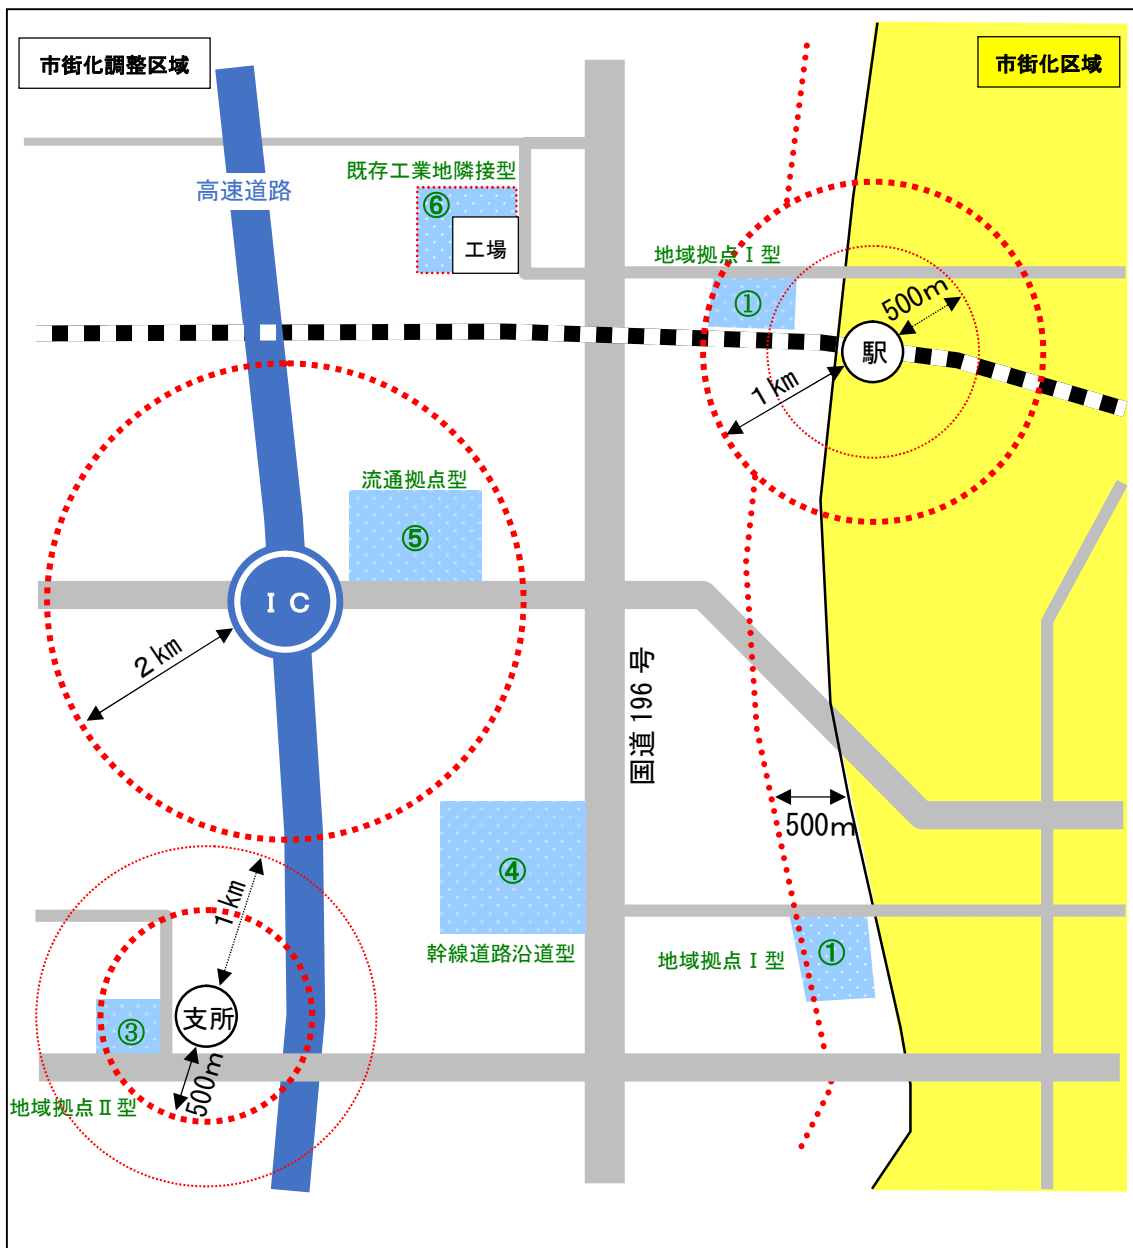 市街化調整区域
市街化区域
既存工業地隣接型
高速道路
⑥
工場
地域拠点Ⅰ型
①
500m
駅
1km
流通拠点型
⑤
ＩＣ
2km
国道196号
500m
④
1km
幹線道路沿道型
地域拠点Ⅰ型
①
支所
③
500m
地域拠点Ⅱ型